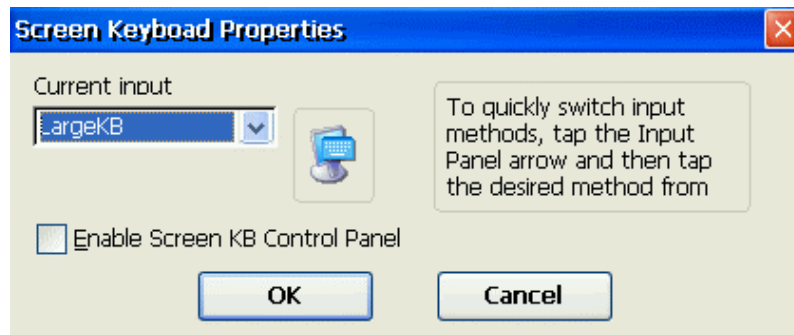 Screen Keyboad Properties
Current input
LargeKB
To quickly switch input
methods, tap the Input
Panel arrow and then tap
the desired method from
Enable Screen KB Control Panel
OK
Cancel